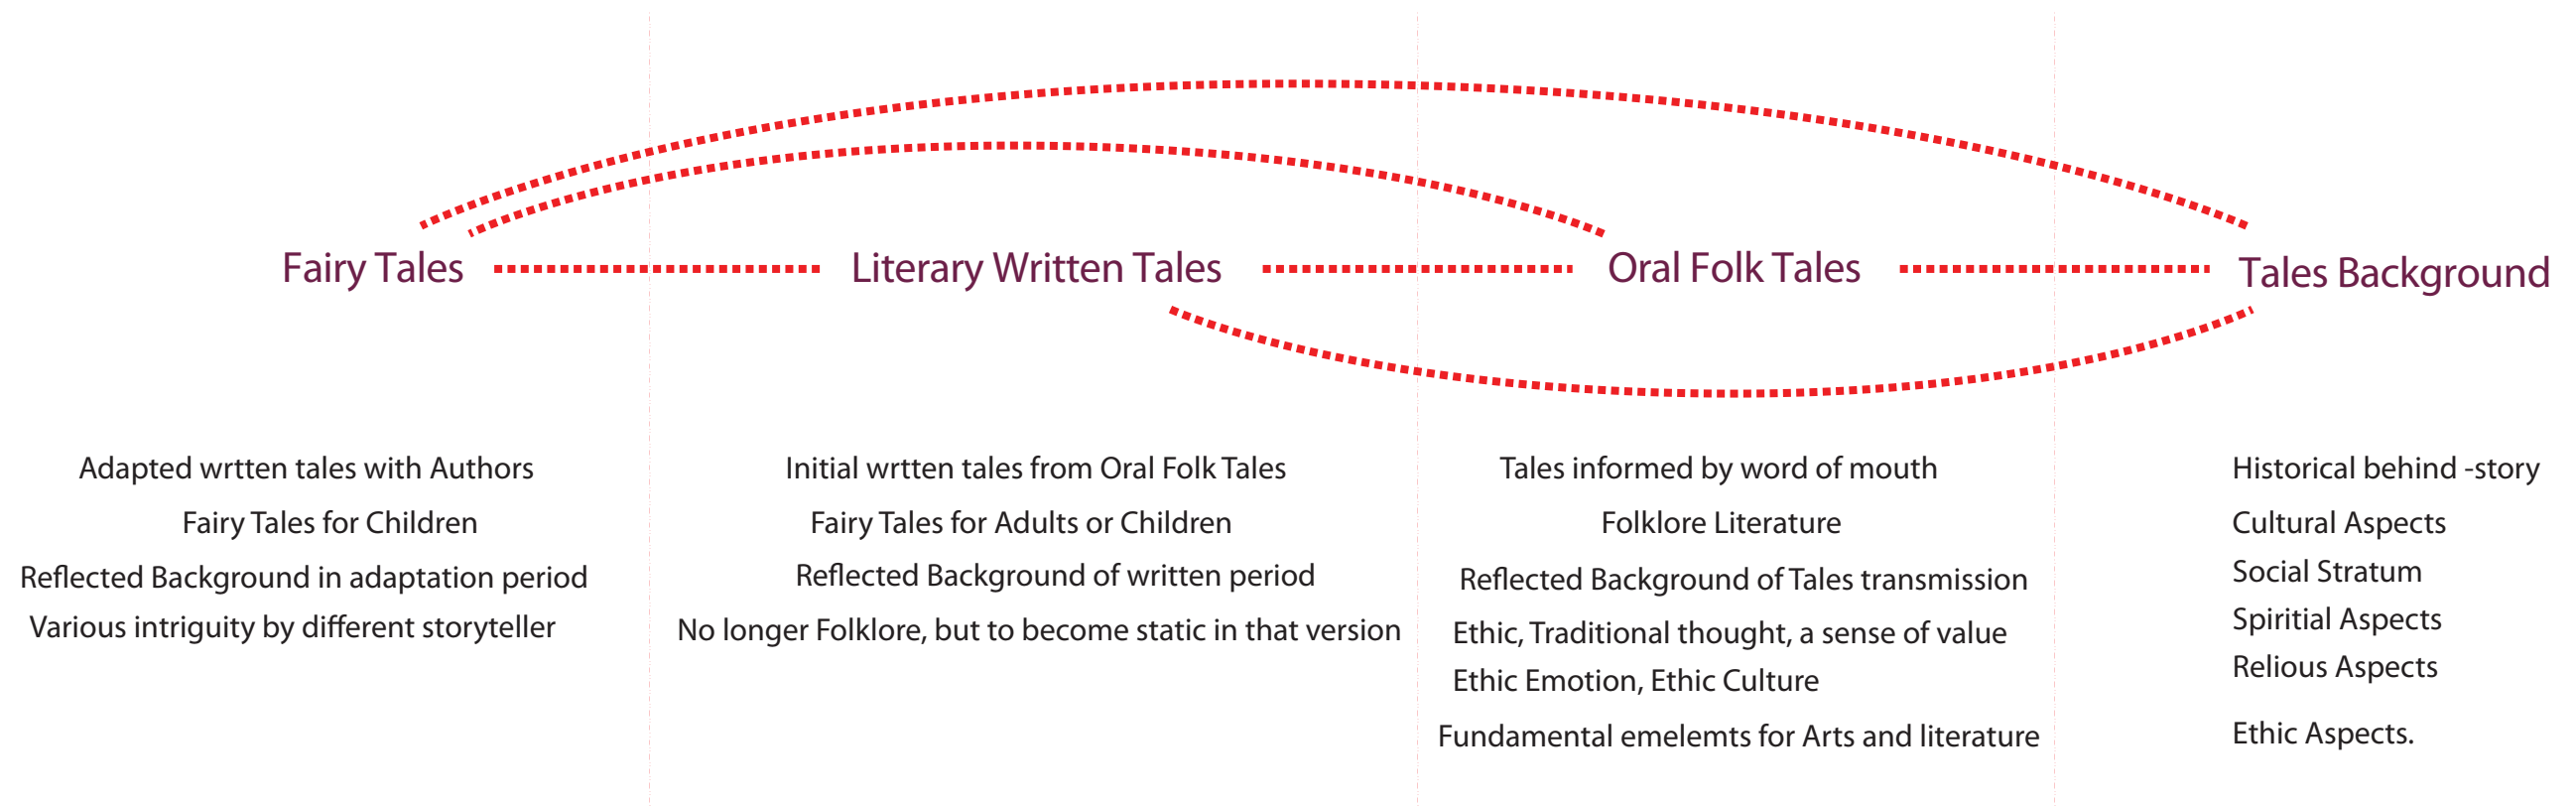 Fairy Tales
Literary Written Tales
Oral Folk Tales
Tales Background
Adapted wrtten tales with Authors
Fairy Tales for Children
Reflected Background in adaptation period
Various intriguity by different storyteller
Initial wrtten tales from Oral Folk Tales
Fairy Tales for Adults or Children
Reflected Background of written period
No longer Folklore, but to become static in that version
Tales informed by word of mouth
Folklore Literature
Reflected Background of Tales transmission
Ethic, Traditional thought, a sense of value
Ethic Emotion, Ethic Culture
Fundamental emelemts for Arts and literature
Historical behind -story
Cultural Aspects
Social Stratum
Spiritial Aspects
Relious Aspects
Ethic Aspects.